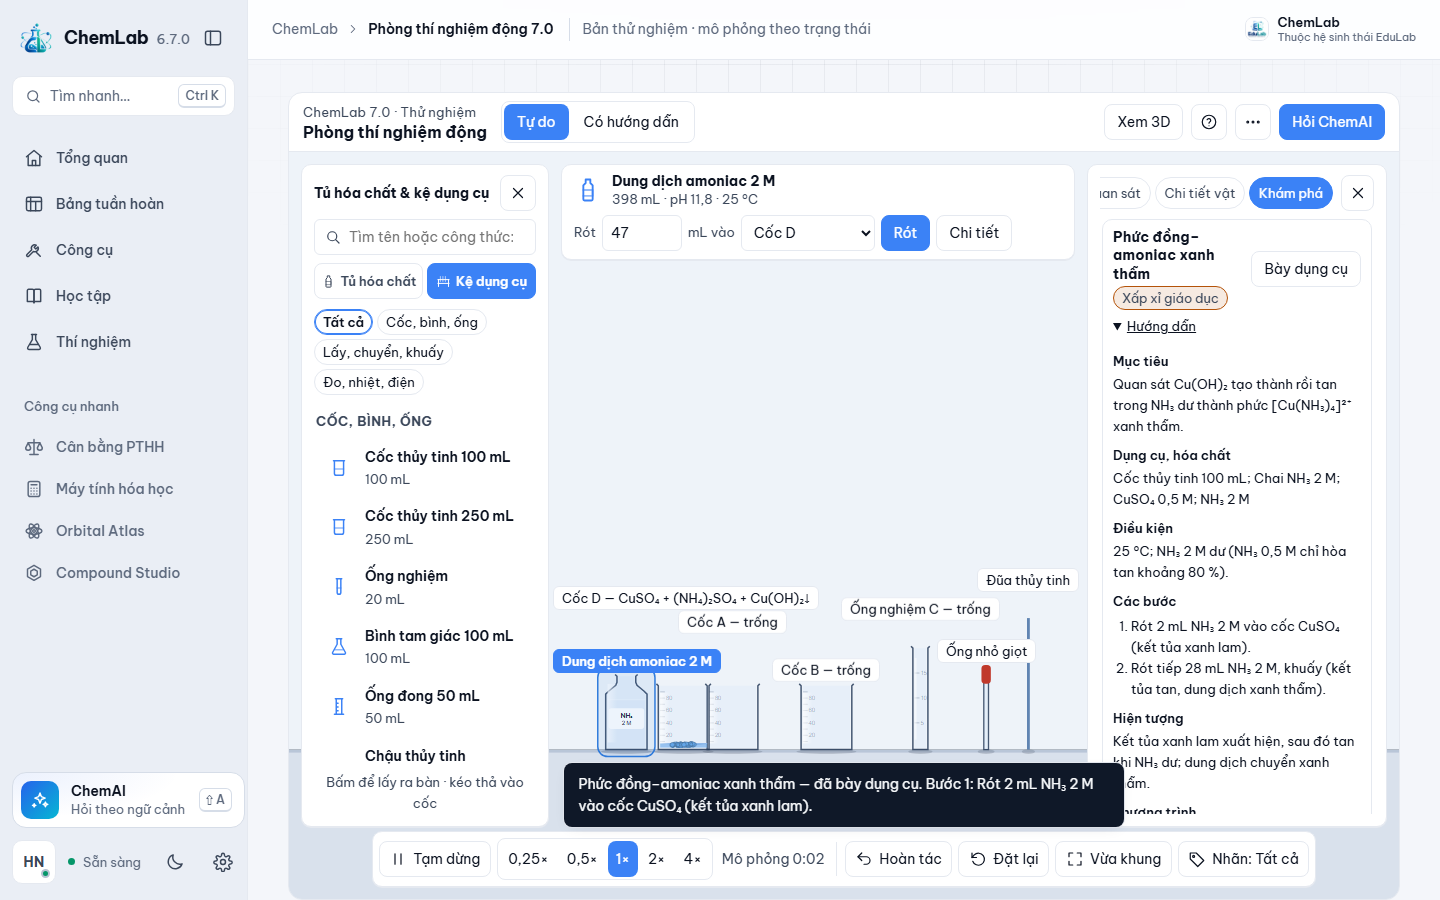 ChemLab 6.7.0
Tìm nhanh... Ctrl K
Tổng quan
Bảng tuần hoàn
Công cụ
Học tập
Thí nghiệm
Công cụ nhanh
Cân bằng PTHH
Máy tính hóa học
Orbital Atlas
Compound Studio
ChemAI
Hỏi theo ngữ cảnh
⇧A
HN
Sẵn sàng
ChemLab > Phòng thí nghiệm động 7.0
Bản thử nghiệm · mô phỏng theo trạng thái
ChemLab
Thuộc hệ sinh thái EduLab
ChemLab 7.0 · Thử nghiệm
Phòng thí nghiệm động
Tự do
Có hướng dẫn
Xem 3D
Hỏi ChemAI
Tủ hóa chất & kệ dụng cụ
Tìm tên hoặc công thức:
Tủ hóa chất
Kệ dụng cụ
Tất cả
Cốc, bình, ống
Lấy, chuyển, khuấy
Đo, nhiệt, điện
CỐC, BÌNH, ỐNG
Cốc thủy tinh 100 mL
100 mL
Cốc thủy tinh 250 mL
250 mL
Ống nghiệm
20 mL
Bình tam giác 100 mL
100 mL
Ống đong 50 mL
50 mL
Chậu thủy tinh
Bấm để lấy ra bàn · kéo thả vào
cốc
Dung dịch amoniac 2 M
398 mL · pH 11,8 · 25 °C
Rót 47 mL vào Cốc D Rót Chi tiết
Đũa thủy tinh
Cốc D — CuSO₄ + (NH₄)₂SO₄ + Cu(OH)₂↓
Ống nghiệm C — trống
Cốc A — trống
Ống nhỏ giọt
Dung dịch amoniac 2 M
Cốc B — trống
NH₃
2 M
80
60
40
20
80
60
40
20
80
60
40
20
15
10
5
Phức đồng–amoniac xanh thẫm — đã bày dụng cụ. Bước 1: Rót 2 mL NH₃ 2 M
vào cốc CuSO₄ (kết tủa xanh lam).
uan sát
Chi tiết vật
Khám phá
Phức đồng–
amoniac xanh
thẫm
Bày dụng cụ
Xấp xỉ giáo dục
▼ Hướng dẫn
Mục tiêu
Quan sát Cu(OH)₂ tạo thành rồi tan
trong NH₃ dư thành phức [Cu(NH₃)₄]²⁺
xanh thẫm.
Dụng cụ, hóa chất
Cốc thủy tinh 100 mL; Chai NH₃ 2 M;
CuSO₄ 0,5 M; NH₃ 2 M
Điều kiện
25 °C; NH₃ 2 M dư (NH₃ 0,5 M chỉ hòa
tan khoảng 80 %).
Các bước
1. Rót 2 mL NH₃ 2 M vào cốc CuSO₄
(kết tủa xanh lam).
2. Rót tiếp 28 mL NH₃ 2 M, khuấy (kết
tủa tan, dung dịch xanh thẫm).
Hiện tượng
Kết tủa xanh lam xuất hiện, sau đó tan
khi NH₃ dư; dung dịch chuyển xanh
thẫm.
Tạm dừng
0,25×
0,5×
1×
2×
4×
Mô phỏng 0:02
Hoàn tác
Đặt lại
Vừa khung
Nhãn: Tất cả